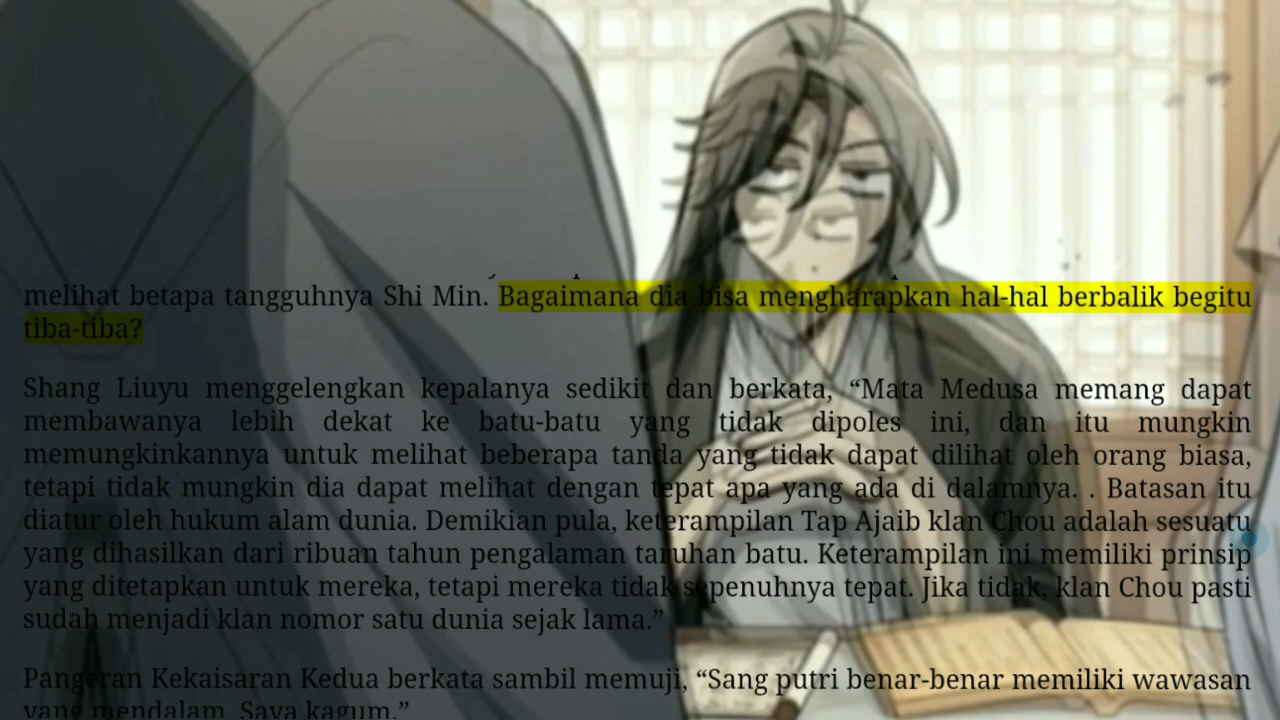 melihat betapa tangguhnya Shi Min. Bagaimana dia bisa mengharapkan hal-hal berbalik begitu
tiba-tiba?
Shang Liuyu menggelengkan kepalanya sedikit dan berkata, “Mata Medusa memang dapat
membawanya lebih dekat ke batu-batu yang tidak dipoles ini, dan itu mungkin
memungkinkannya untuk melihat beberapa tanda yang tidak dapat dilihat oleh orang biasa,
tetapi tidak mungkin dia dapat melihat dengan tepat apa yang ada di dalamnya. . Batasan itu
diatur oleh hukum alam dunia. Demikian pula, keterampilan Tap Ajaib klan Chou adalah sesuatu
yang dihasilkan dari ribuan tahun pengalaman taruhan batu. Keterampilan ini memiliki prinsip
yang ditetapkan untuk mereka, tetapi mereka tidak sepenuhnya tepat. Jika tidak, klan Chou pasti
sudah menjadi klan nomor satu dunia sejak lama.”
Pangeran Kekaisaran Kedua berkata sambil memuji, “Sang putri benar-benar memiliki wawasan
yang mendalam. Saya kagum.”